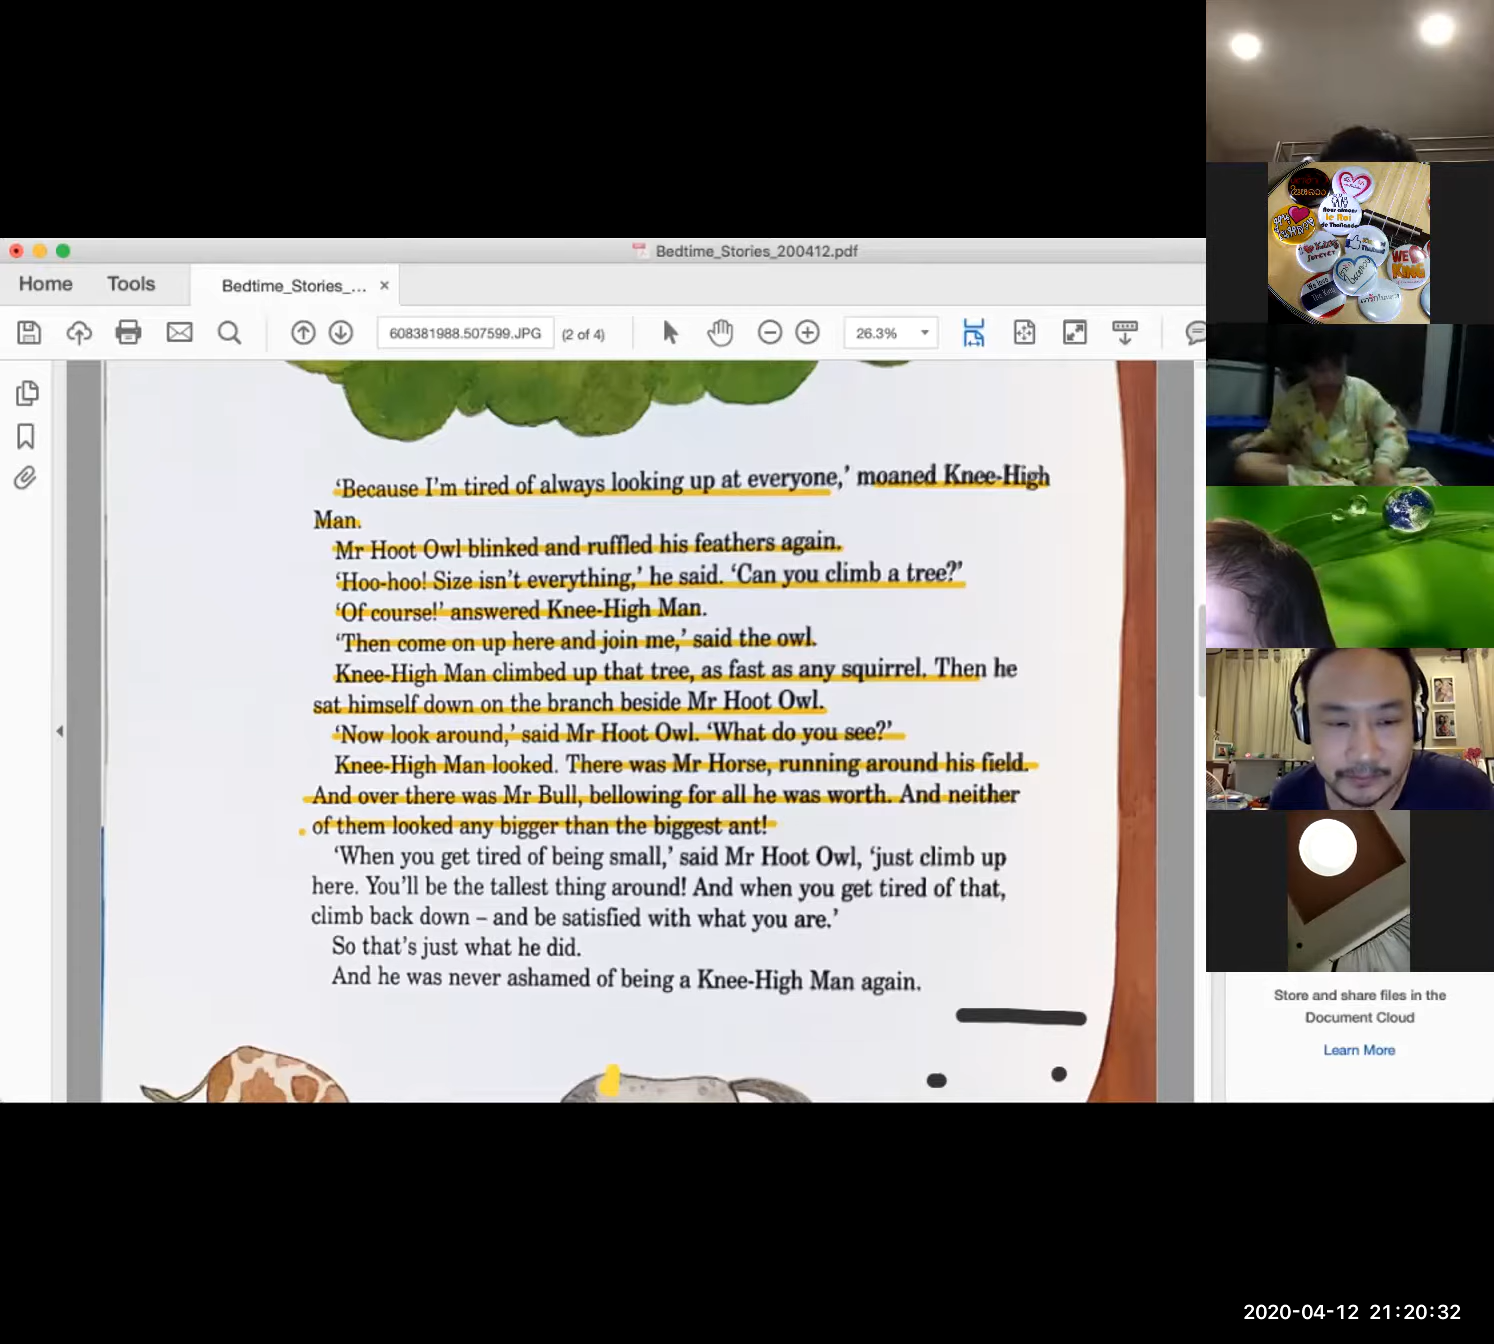 Bedtime_Stories_200412.pdf
Home
Tools
Bedtime_Stories_... ×
608381988.507599.JPG
(2 of 4)
26.3%
‘Because I’m tired of always looking up at everyone,’ moaned Knee-High
Man.
Mr Hoot Owl blinked and ruffled his feathers again.
‘Hoo-hoo! Size isn’t everything,’ he said. ‘Can you climb a tree?’
‘Of course!’ answered Knee-High Man.
‘Then come on up here and join me,’ said the owl.
Knee-High Man climbed up that tree, as fast as any squirrel. Then he
sat himself down on the branch beside Mr Hoot Owl.
‘Now look around,’ said Mr Hoot Owl. ‘What do you see?’
Knee-High Man looked. There was Mr Horse, running around his field.
And over there was Mr Bull, bellowing for all he was worth. And neither
of them looked any bigger than the biggest ant!
‘When you get tired of being small,’ said Mr Hoot Owl, ‘just climb up
here. You’ll be the tallest thing around! And when you get tired of that,
climb back down – and be satisfied with what you are.’
So that’s just what he did.
And he was never ashamed of being a Knee-High Man again.
le Roi
de Thaïlande
WE
KING
We love
The King
Store and share files in the
Document Cloud
Learn More
2020-04-12 21:20:32